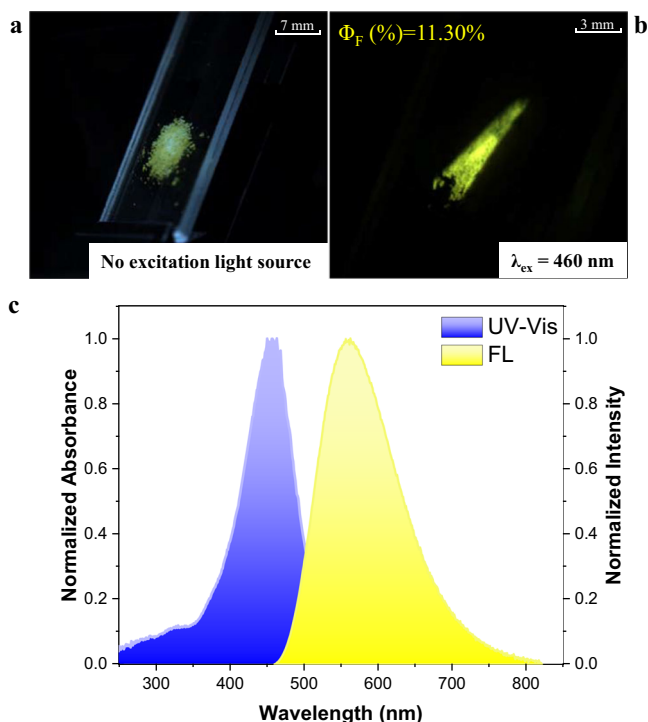 a
7 mm
No excitation light source
Φ_F (%)=11.30%
3 mm
b
λ_ex = 460 nm
c
UV-Vis
FL
Normalized Absorbance
1.0
0.8
0.6
0.4
0.2
0.0
1.0
0.8
0.6
0.4
0.2
0.0
Normalized Intensity
300 400 500 600 700 800
Wavelength (nm)